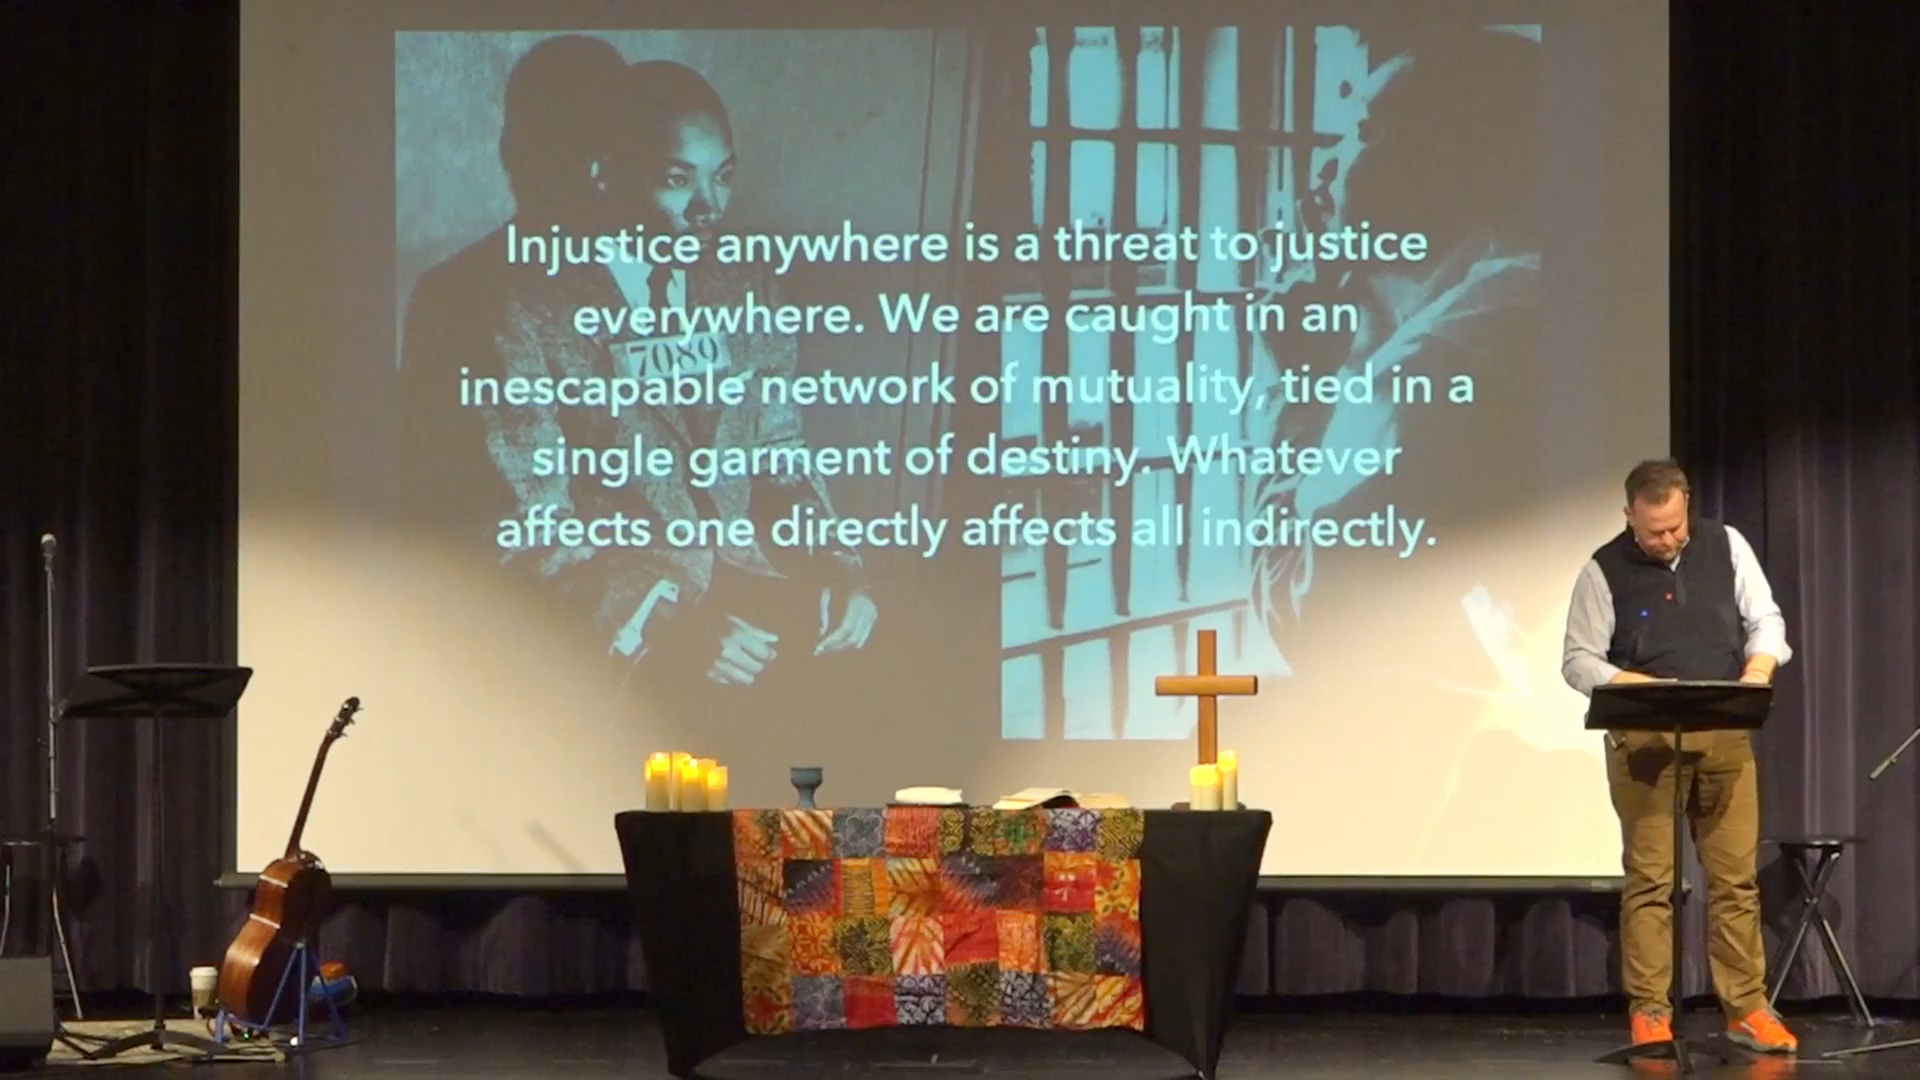 Injustice anywhere is a threat to justice
everywhere. We are caught in an
7089
inescapable network of mutuality, tied in a
single garment of destiny. Whatever
affects one directly affects all indirectly.